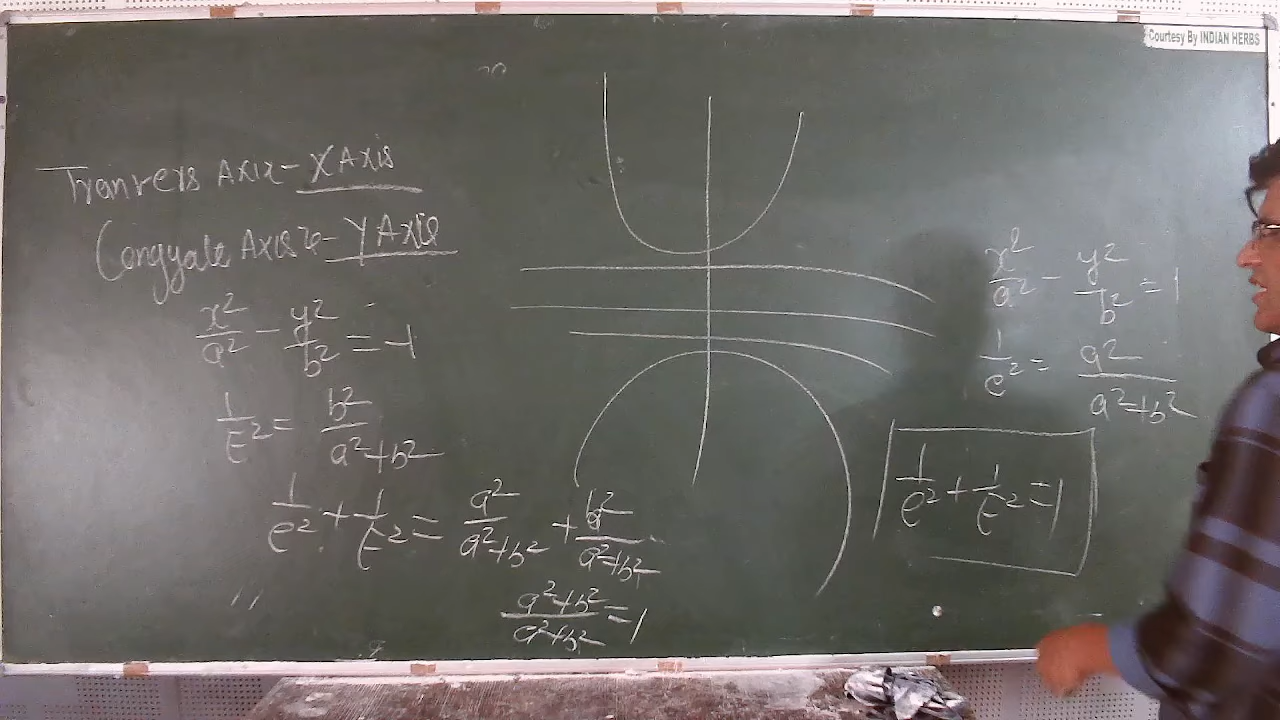 Courtesy By INDIAN HERBS
Tranvers Axix - X Axis
Congyate Axis is - Y Axis
x²/a² - y²/b² = -1
1/E² = b²/a²+b²
1/e² + 1/E² = a²/a²+b² + b²/a²+b²
a²+b²/a²+b² = 1
x²/a² - y²/b² = 1
1/e² = a²/a²+b²
1/e² + 1/E² = 1